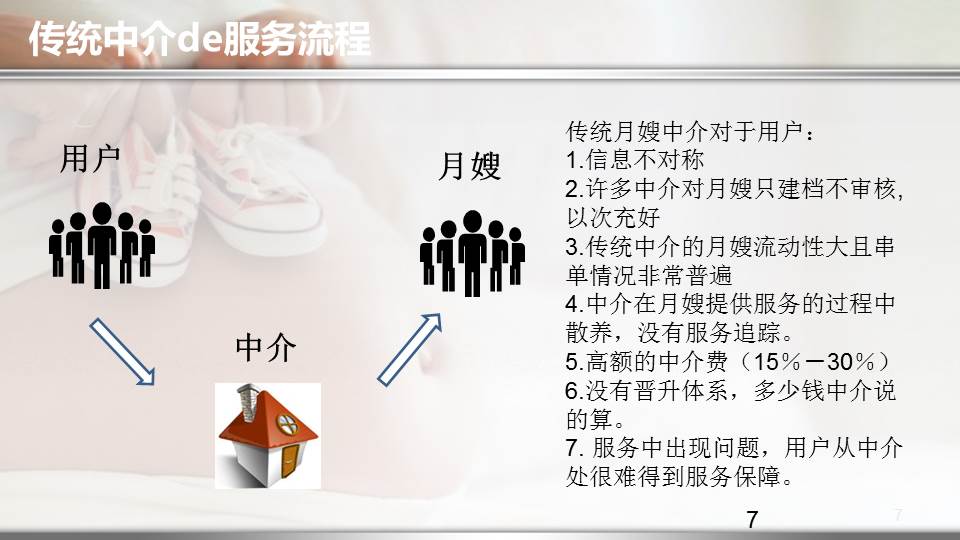 传统中介de服务流程
用户
月嫂
中介
传统月嫂中介对于用户：
1.信息不对称
2.许多中介对月嫂只建档不审核,
以次充好
3.传统中介的月嫂流动性大且串
单情况非常普遍
4.中介在月嫂提供服务的过程中
散养，没有服务追踪。
5.高额的中介费（15％－30％）
6.没有晋升体系，多少钱中介说
的算。
7. 服务中出现问题，用户从中介
处很难得到服务保障。
7
7